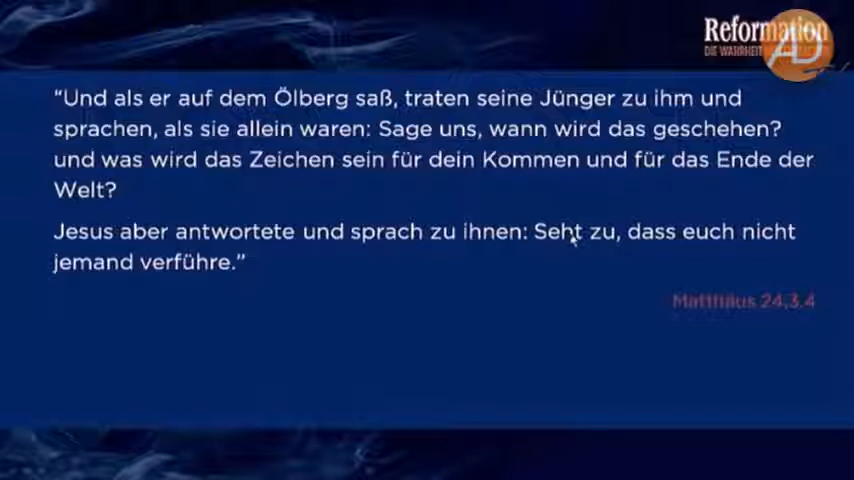 Reformation
DIE WAHRHEIT
“Und als er auf dem Ölberg saß, traten seine Jünger zu ihm und
sprachen, als sie allein waren: Sage uns, wann wird das geschehen?
und was wird das Zeichen sein für dein Kommen und für das Ende der
Welt?
Jesus aber antwortete und sprach zu ihnen: Seht zu, dass euch nicht
jemand verführe.”
Matthäus 24,3.4